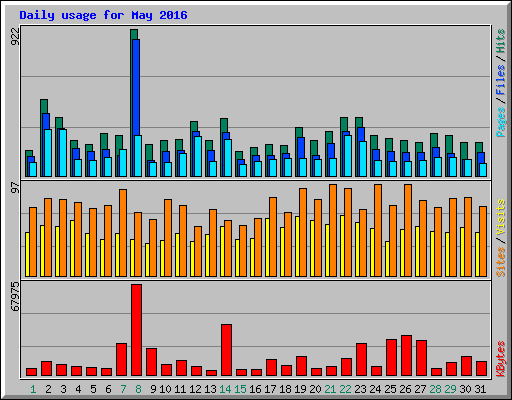 Daily usage for May 2016
922
Pages / Files / Hits
97
Sites / Visits
67975
KBytes
1 2 3 4 5 6 7 8 9 10 11 12 13 14 15 16 17 18 19 20 21 22 23 24 25 26 27 28 29 30 31